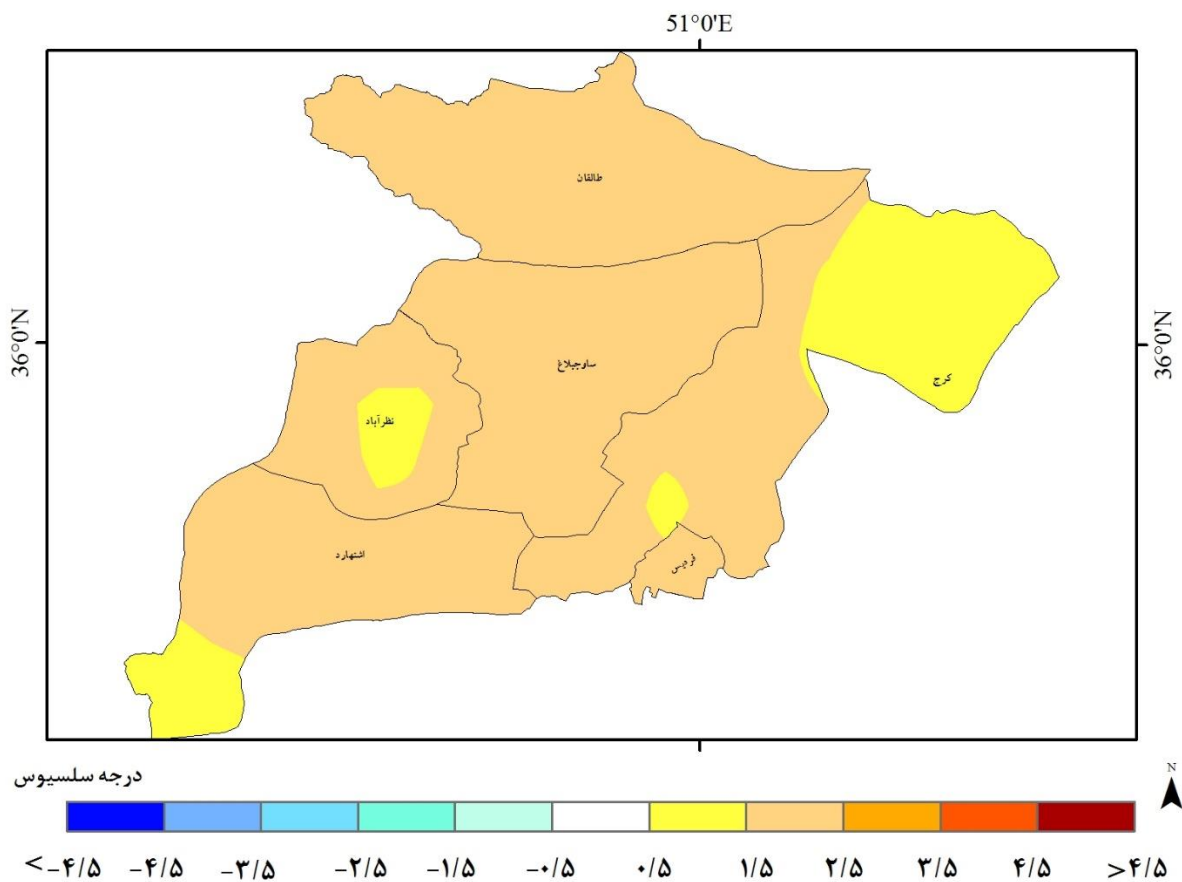 51°0'E
طالقان
36°0'N
36°0'N
ساوجبلاغ
کرج
نظرآباد
اشتهارد
فردیس
درجه سلسیوس
N
<-۴/۵ -۴/۵ -۳/۵ -۲/۵ -۱/۵ -۰/۵ ۰/۵ ۱/۵ ۲/۵ ۳/۵ ۴/۵ >۴/۵